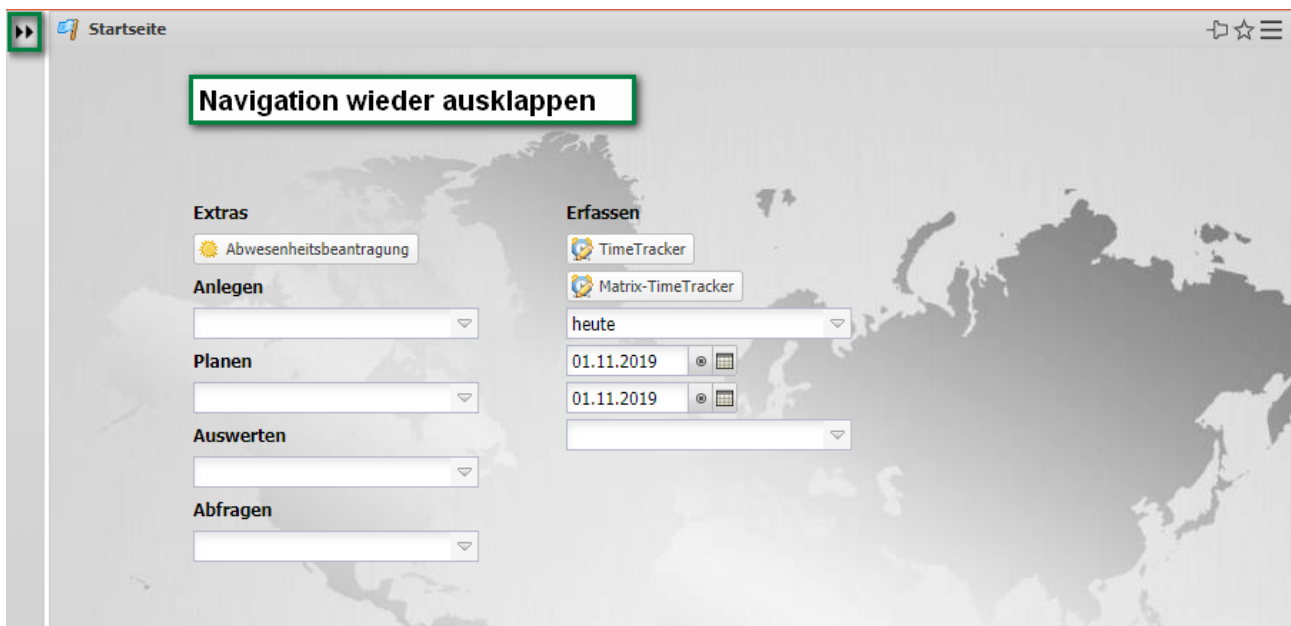 Startseite
Navigation wieder ausklappen
Extras
Abwesenheitsbeantragung
Anlegen
Planen
Auswerten
Abfragen
Erfassen
TimeTracker
Matrix-TimeTracker
heute
01.11.2019
01.11.2019